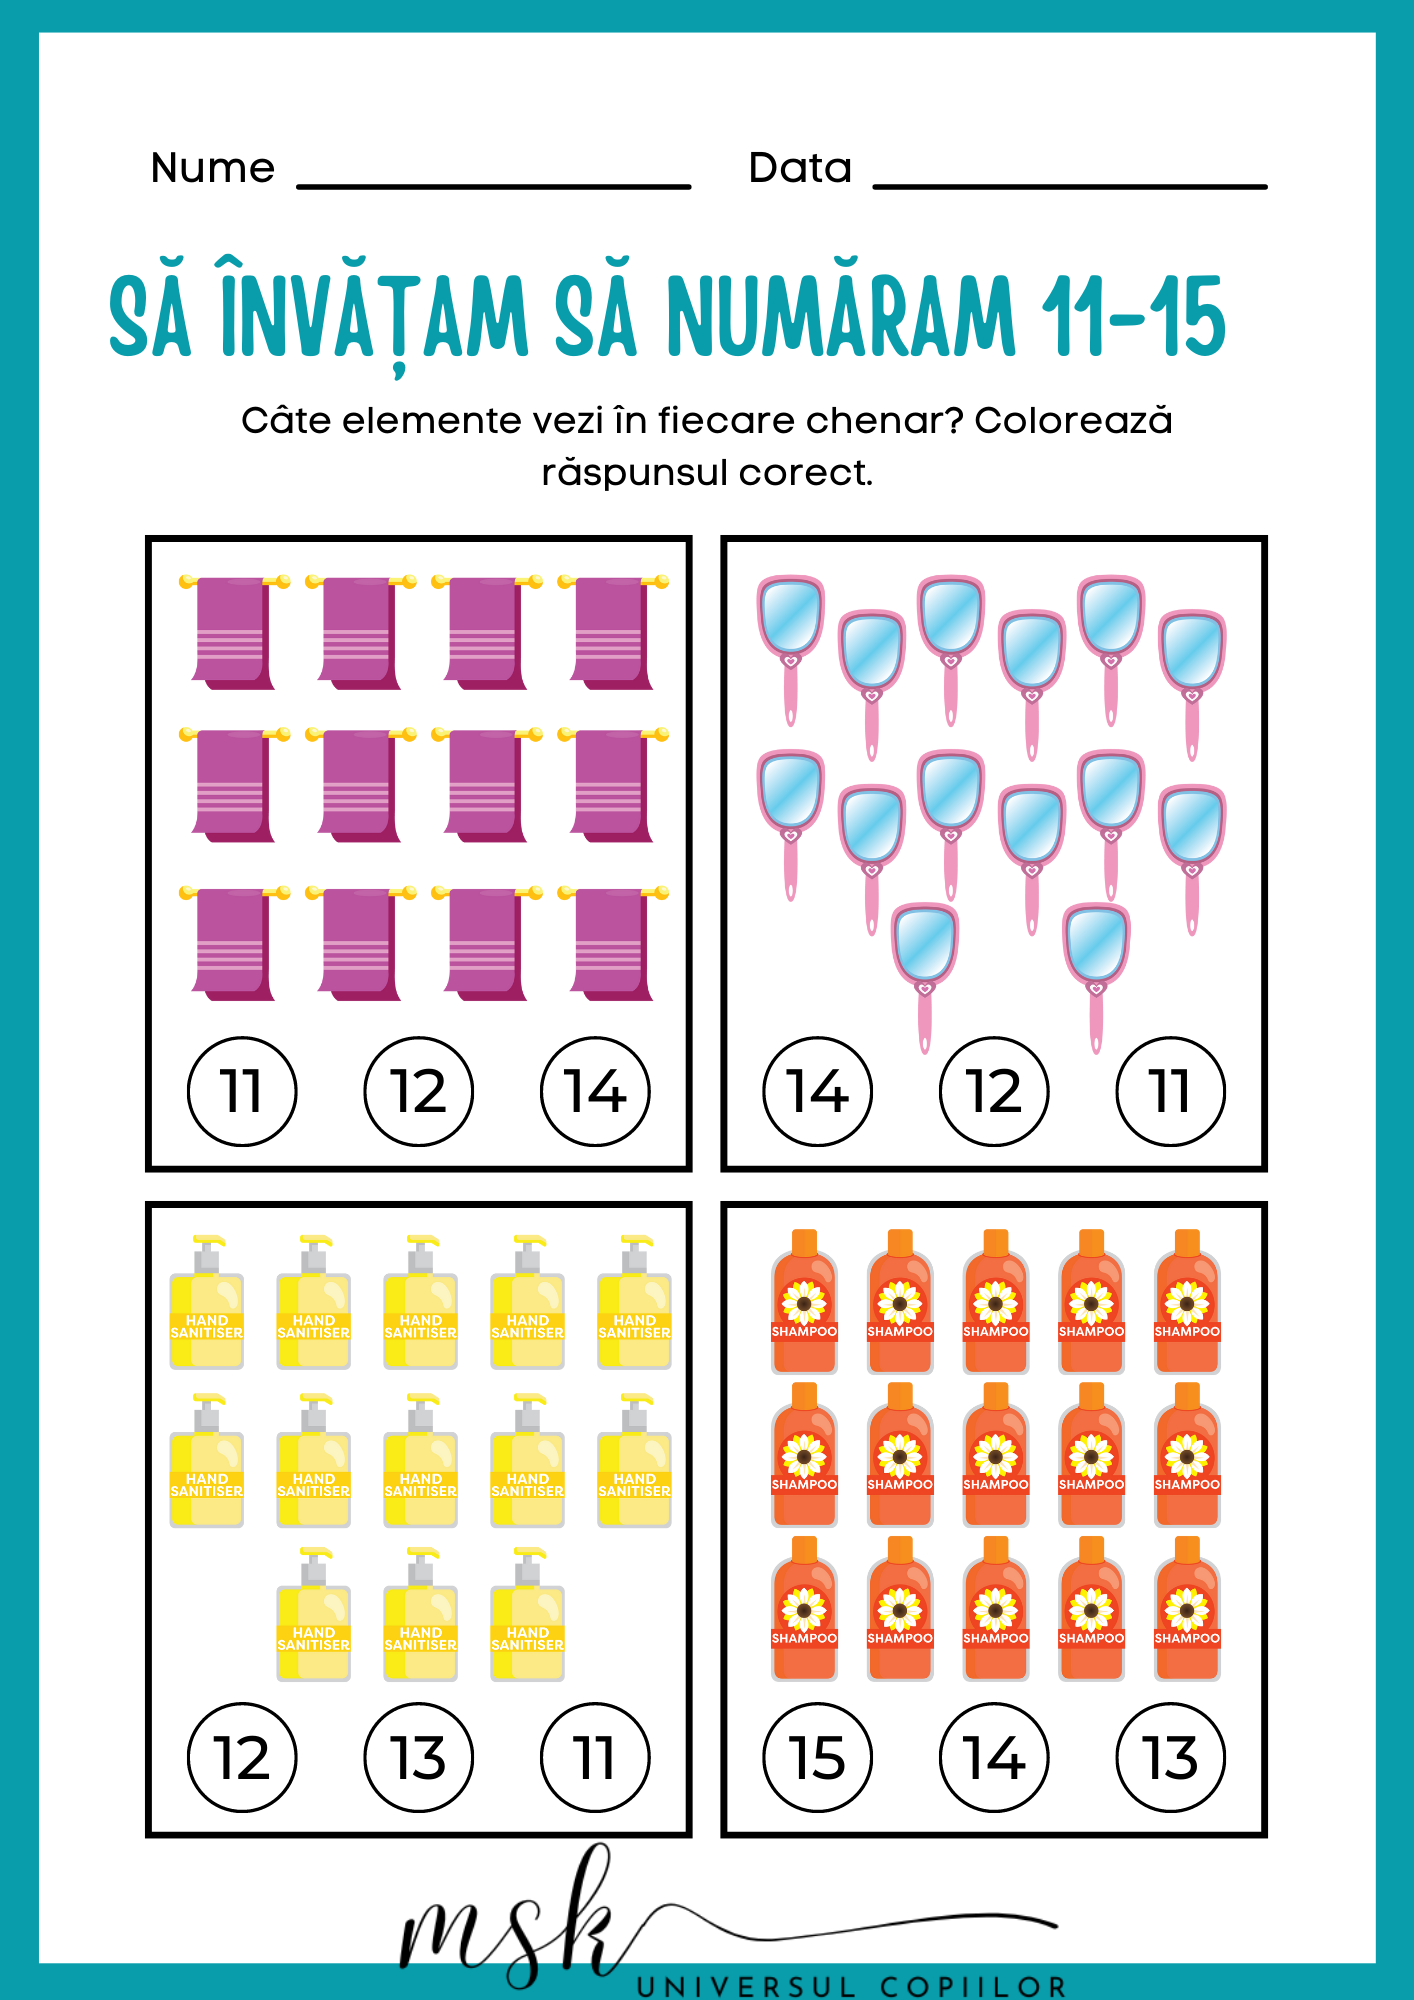 Nume Data
SĂ ÎNVĂȚAM SĂ NUMĂRAM 11-15
Câte elemente vezi în fiecare chenar? Colorează
răspunsul corect.
11 12 14
14 12 11
HAND SANITISER HAND SANITISER HAND SANITISER HAND SANITISER HAND SANITISER
HAND SANITISER HAND SANITISER HAND SANITISER HAND SANITISER HAND SANITISER
HAND SANITISER HAND SANITISER HAND SANITISER
12 13 11
SHAMPOO SHAMPOO SHAMPOO SHAMPOO SHAMPOO
SHAMPOO SHAMPOO SHAMPOO SHAMPOO SHAMPOO
SHAMPOO SHAMPOO SHAMPOO SHAMPOO SHAMPOO
15 14 13
msk
UNIVERSUL COPIILOR